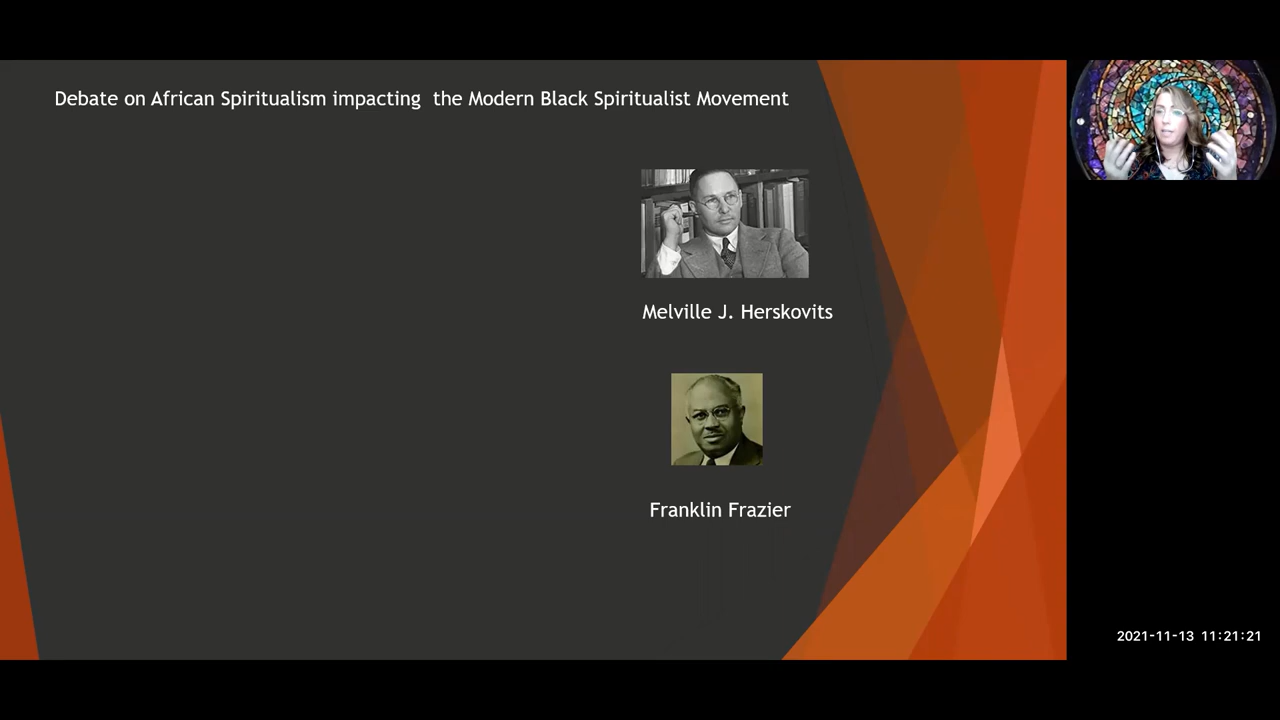 Debate on African Spiritualism impacting  the Modern Black Spiritualist Movement
Melville J. Herskovits
Franklin Frazier
2021-11-13 11:21:21